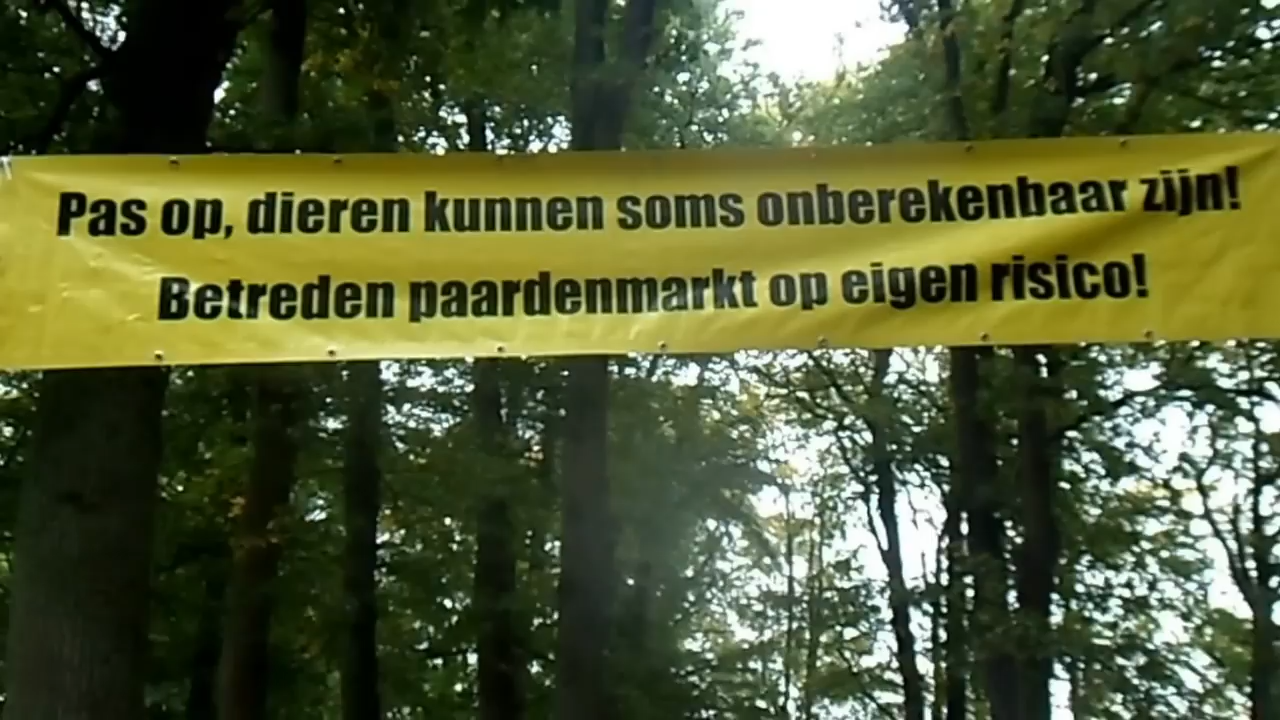 Pas op, dieren kunnen soms onberekenbaar zijn!
Betreden paardenmarkt op eigen risico!